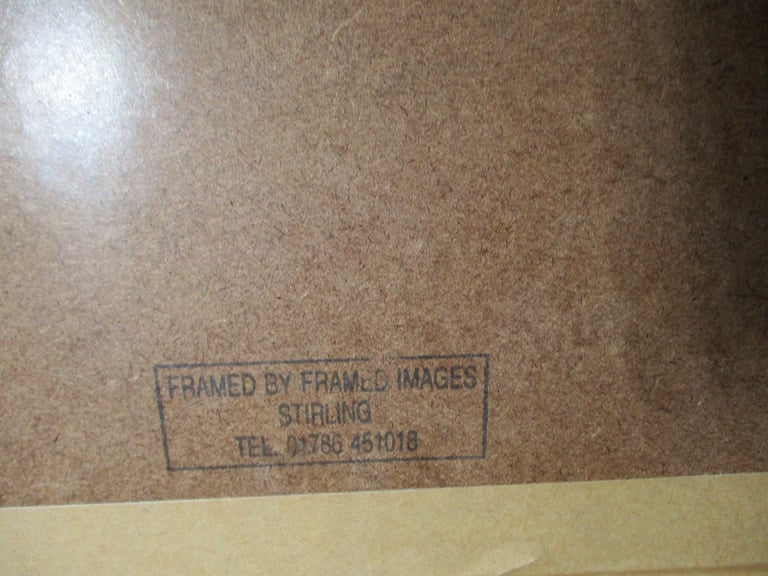 FRAMED BY FRAMED IMAGES
STIRLING
TEL. 01786 451018